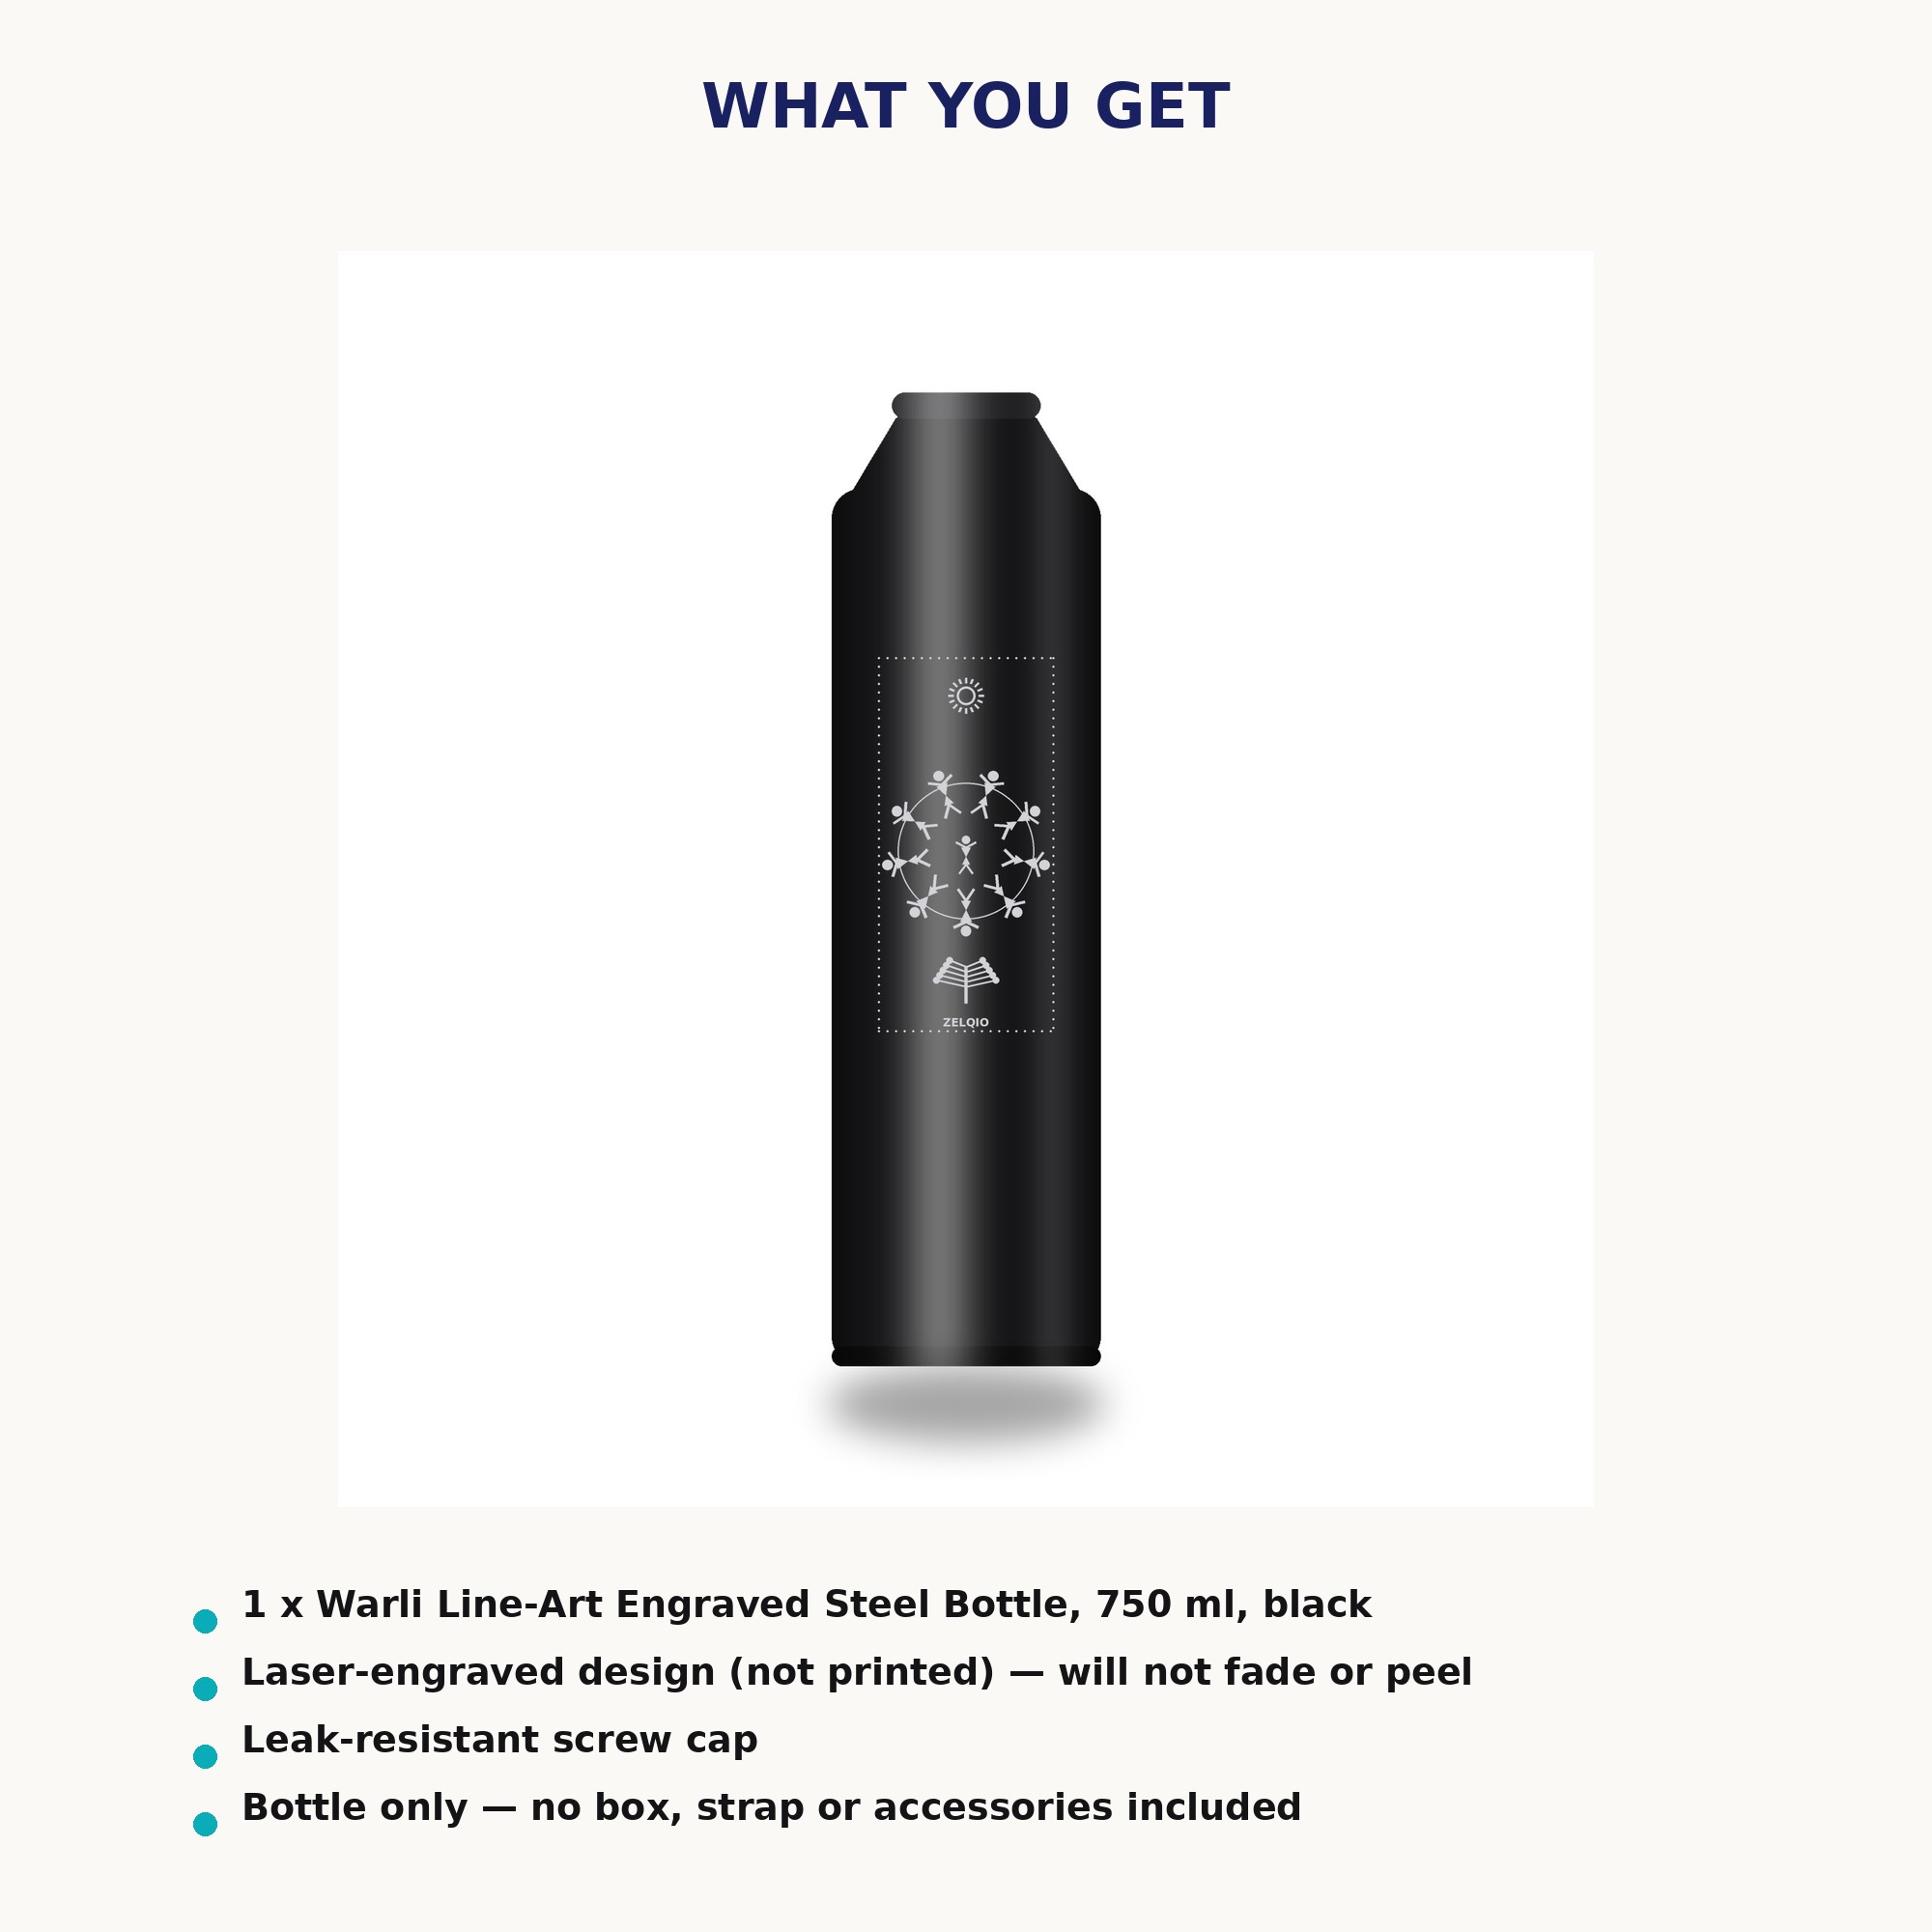 WHAT YOU GET
ZELQIO
1 x Warli Line-Art Engraved Steel Bottle, 750 ml, black
Laser-engraved design (not printed) — will not fade or peel
Leak-resistant screw cap
Bottle only — no box, strap or accessories included